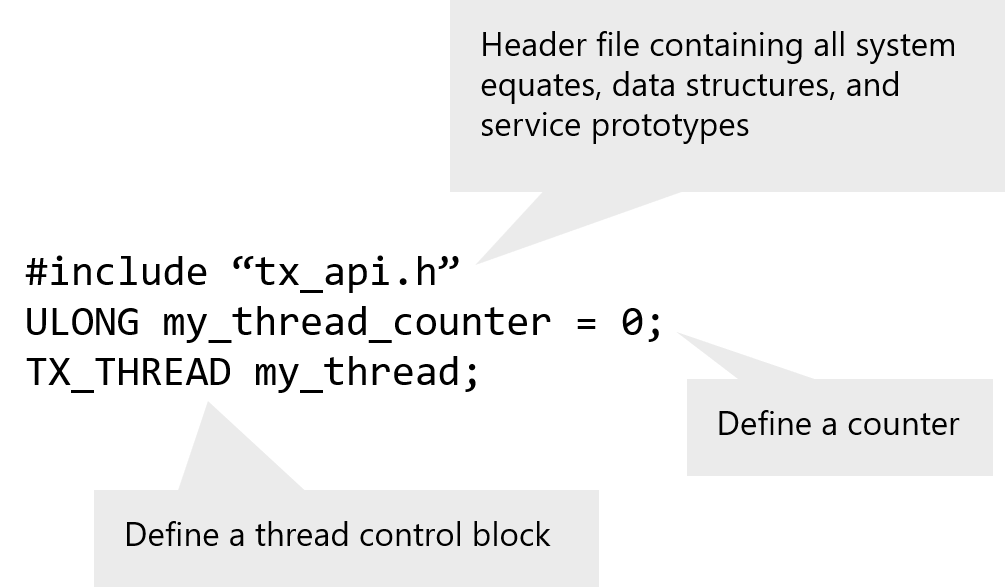 Header file containing all system
equates, data structures, and
service prototypes
#include “tx_api.h”
ULONG my_thread_counter = 0;
TX_THREAD my_thread;
Define a counter
Define a thread control block